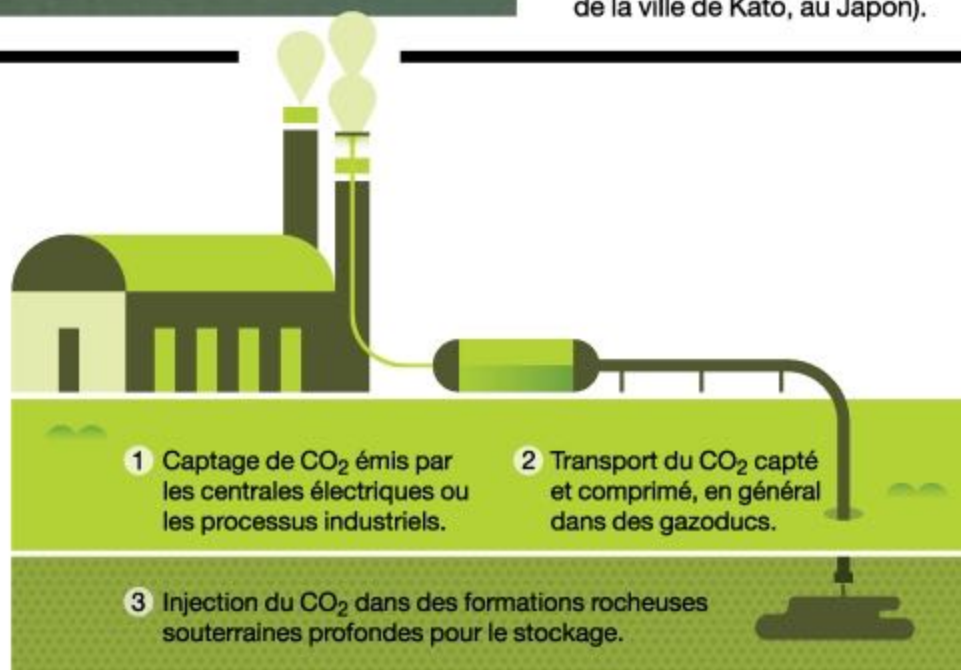 de la ville de Kato, au Japon).
1 Captage de CO₂ émis par
les centrales électriques ou
les processus industriels.
2 Transport du CO₂ capté
et comprimé, en général
dans des gazoducs.
3 Injection du CO₂ dans des formations rocheuses
souterraines profondes pour le stockage.